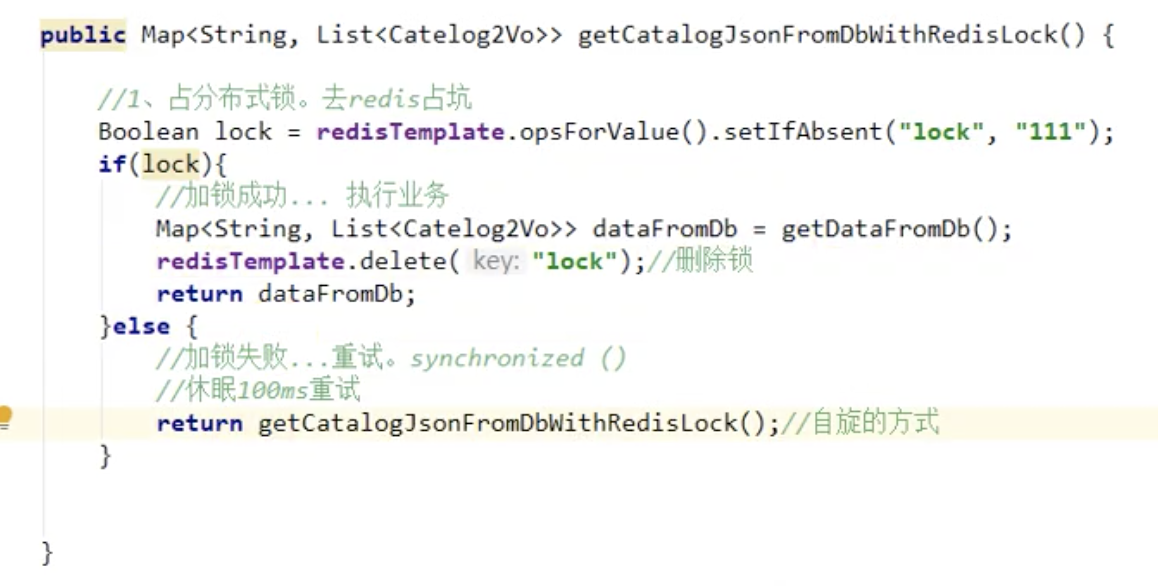 public Map<String, List<Catelog2Vo>> getCatalogJsonFromDbWithRedisLock() {
//1、占分布式锁。去redis占坑
Boolean lock = redisTemplate.opsForValue().setIfAbsent("lock", "111");
if(lock){
//加锁成功... 执行业务
Map<String, List<Catelog2Vo>> dataFromDb = getDataFromDb();
redisTemplate.delete( key: "lock");//删除锁
return dataFromDb;
}else {
//加锁失败...重试。synchronized ()
//休眠100ms重试
return getCatalogJsonFromDbWithRedisLock();//自旋的方式
}
}